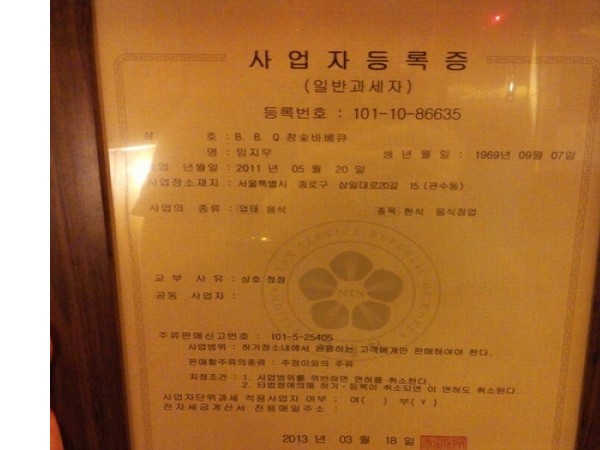 사업자등록증
(일반과세자)
등록번호 : 101-10-86635
상 호 : B. B. Q 참숯바베큐
성 명 : 임지우 생 년 월 일 : 1969년 09월 07일
개업 년월일 : 2011 년 05 월 20 일
사업장소재지 : 서울특별시 종로구 삼일대로20길 15 (관수동)
사업의 종류 : 업태 음식 종목 한식 음식점업
교 부 사 유 : 상호 정정
공동 사업자 :
주류판매신고번호 : 101-5-25405
사업범위 : 허가장소내에서 음용하는 고객에게만 판매하여야 한다.
판매할주류의종류 : 주정이외의 주류
지정조건 : 1. 사업범위를 위반하면 면허를 취소한다.
2. 타법령에의해 허가·등록이 취소되면 이 면허도 취소된다.
사업자단위과세 적용사업자 여부 : 여( ) 부( v )
전자세금계산서 전용메일주소 :
2013 년 03 월 18 일